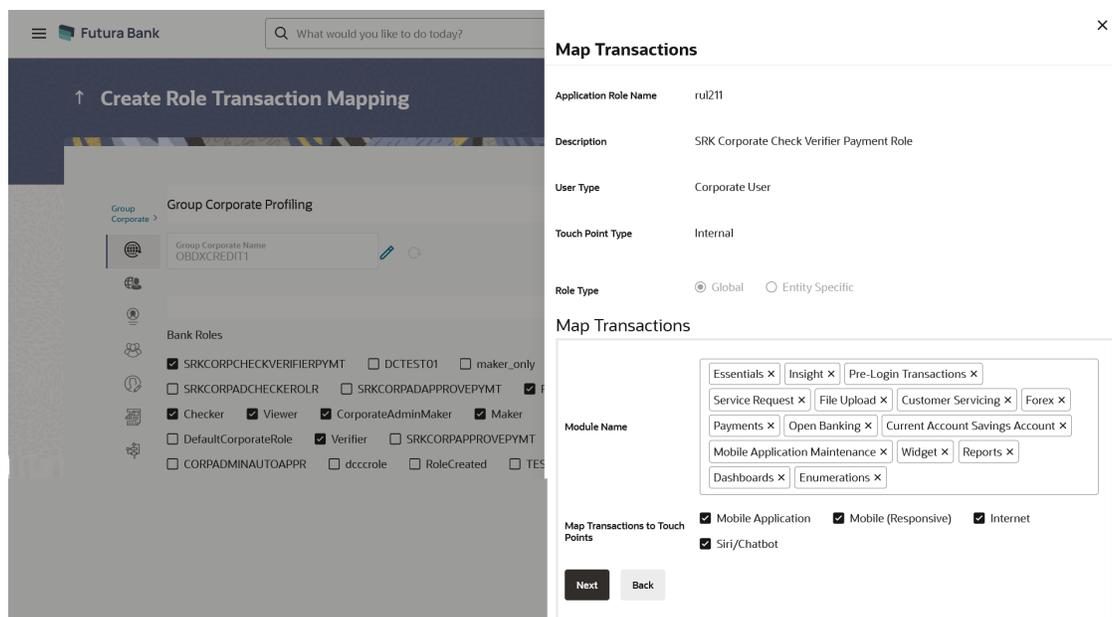 Futura Bank
What would you like to do today?
Create Role Transaction Mapping
Group
Corporate
Group Corporate Profiling
Group Corporate Name
OBDXCREDIT1
Bank Roles
SRKCORPCHECKVERIFIERPYMT DCTEST01 maker_only
SRKCORPADCHECKEROLR SRKCORPADAPPROVEPYMT
Checker Viewer CorporateAdminMaker Maker
DefaultCorporateRole Verifier SRKCORPAPPROVEPYMT
CORPADMINAUTOAPPR dcccrole RoleCreated TES
Map Transactions
Application Role Name rul211
Description SRK Corporate Check Verifier Payment Role
User Type Corporate User
Touch Point Type Internal
Role Type Global Entity Specific
Map Transactions
Module Name
Essentials Insight Pre-Login Transactions
Service Request File Upload Customer Servicing Forex
Payments Open Banking Current Account Savings Account
Mobile Application Maintenance Widget Reports
Dashboards Enumerations
Map Transactions to Touch
Points
Mobile Application Mobile (Responsive) Internet
Siri/Chatbot
Next Back